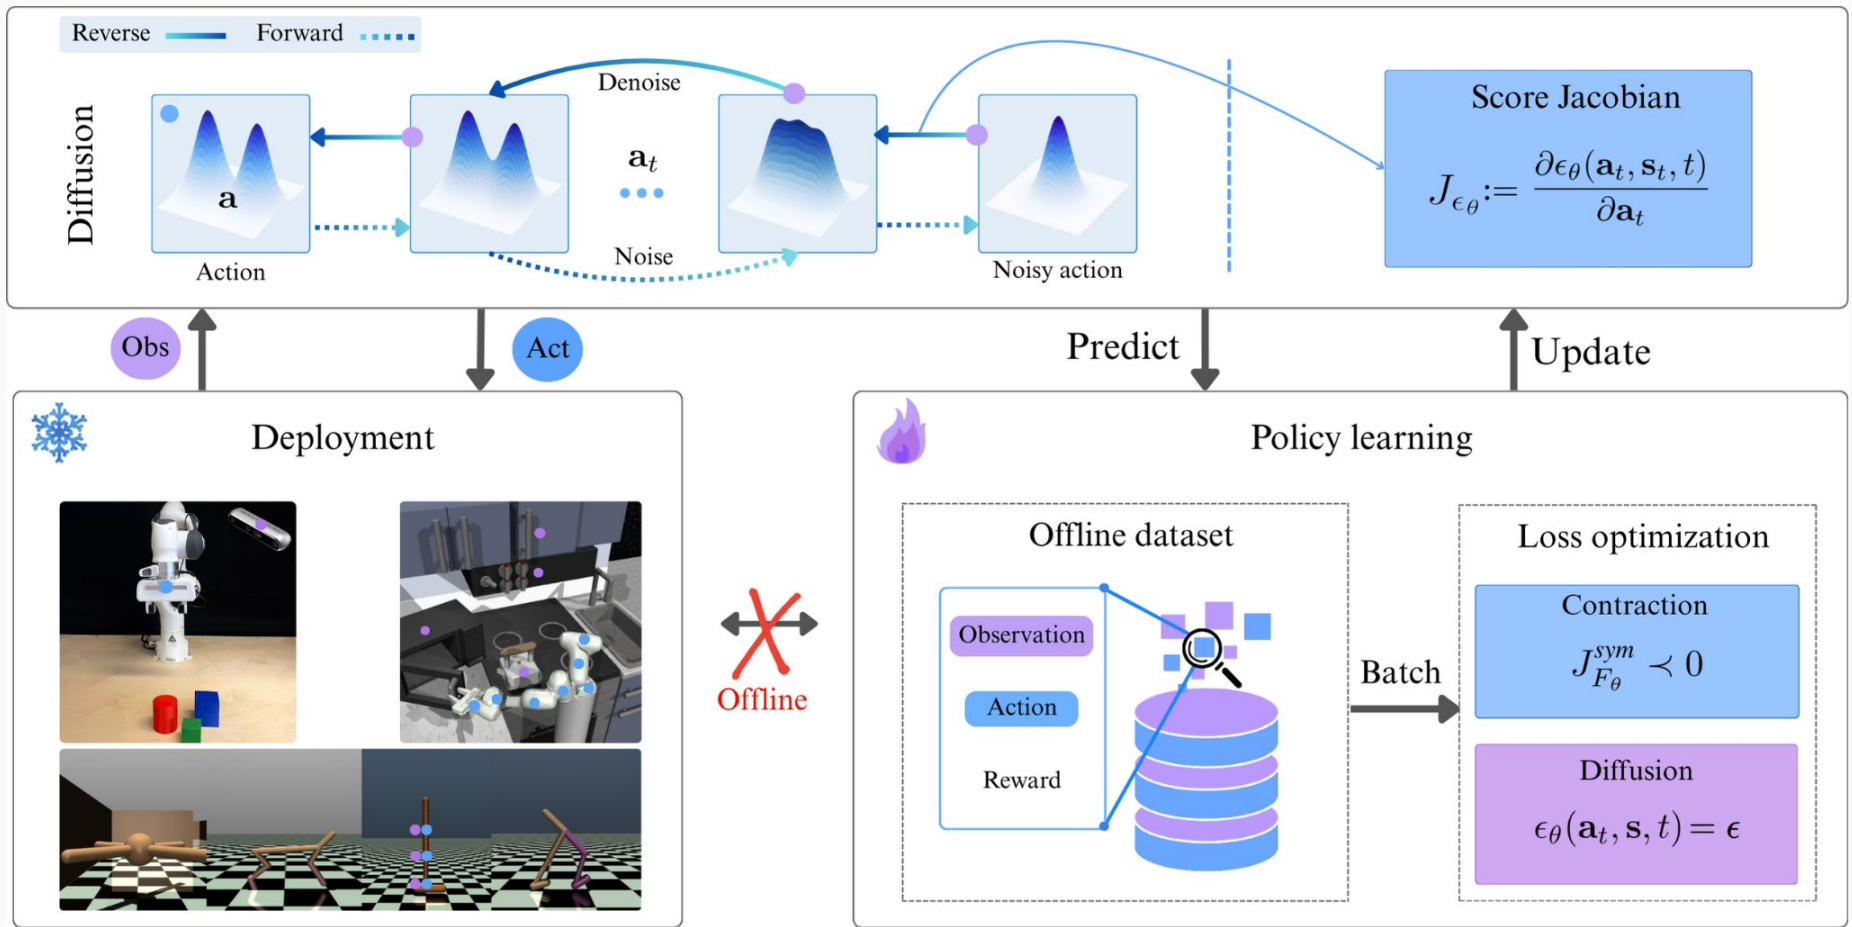 Reverse
Forward
Diffusion
Denoise
a
a_t
Noise
Action
Noisy action
Score Jacobian
J_{ϵ_θ} := ∂ϵ_θ(a_t, s_t, t) / ∂a_t
Obs
Act
Predict
Update
Deployment
Policy learning
Offline
Offline dataset
Observation
Action
Reward
Batch
Loss optimization
Contraction
J^{sym}_{F_θ} ≺ 0
Diffusion
ϵ_θ(a_t, s, t) = ϵ